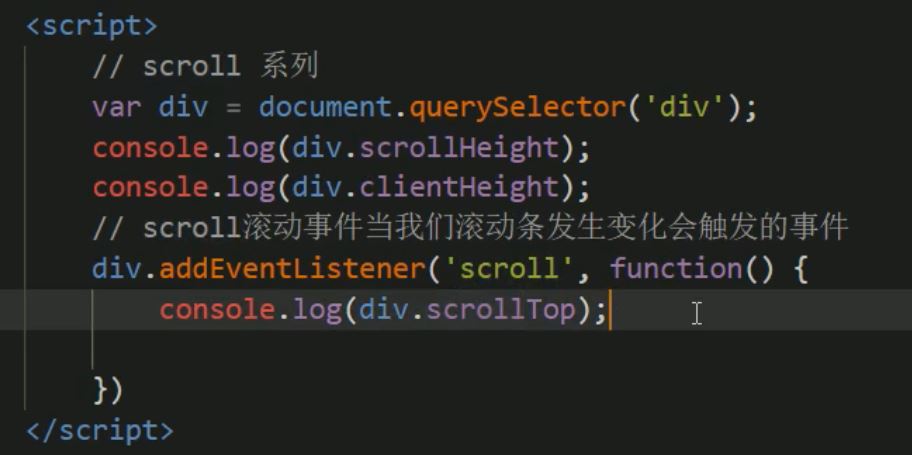 <script>
// scroll 系列
var div = document.querySelector('div');
console.log(div.scrollHeight);
console.log(div.clientHeight);
// scroll滚动事件当我们滚动条发生变化会触发的事件
div.addEventListener('scroll', function() {
console.log(div.scrollTop);
})
</script>